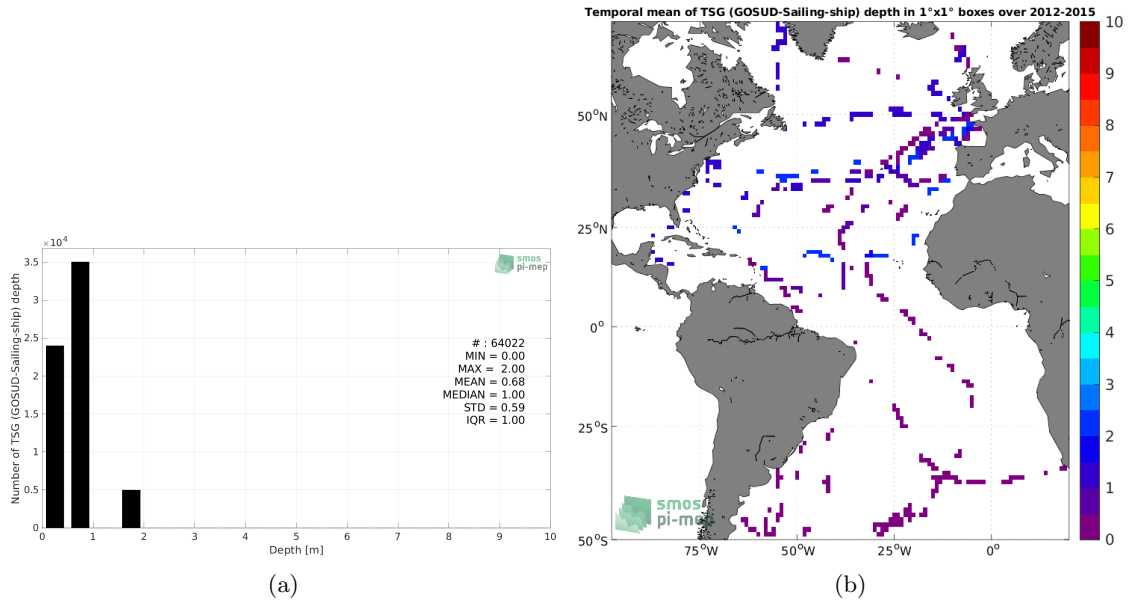 Temporal mean of TSG (GOSUD-Sailing-ship) depth in 1°x1° boxes over 2012-2015
×10^4
3.5
3
2.5
2
1.5
1
0.5
0
Number of TSG (GOSUD-Sailing-ship) depth
0 1 2 3 4 5 6 7 8 9 10
Depth [m]
smos
pi-mep
# : 64022
MIN = 0.00
MAX = 2.00
MEAN = 0.68
MEDIAN = 1.00
STD = 0.59
IQR = 1.00
(a)
50°N
25°N
0°
25°S
50°S
75°W 50°W 25°W 0°
smos
pi-mep
10
9
8
7
6
5
4
3
2
1
0
(b)